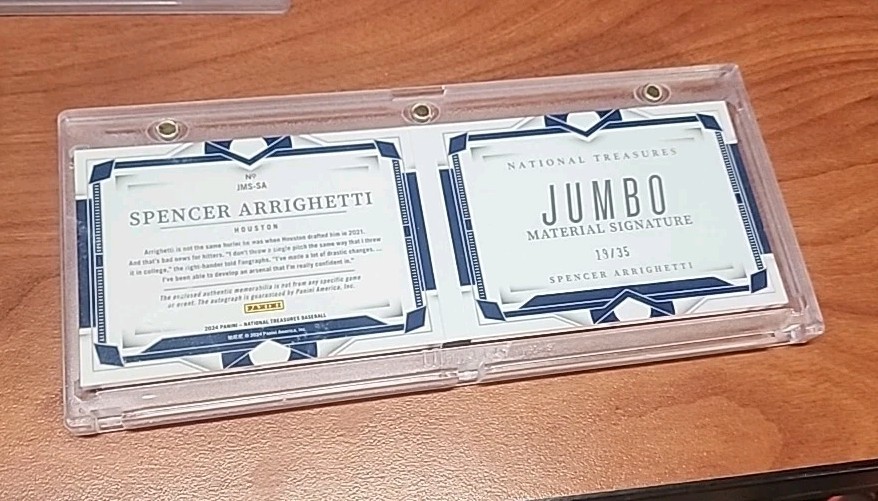 Nº
JMS-SA
SPENCER ARRIGHETTI
HOUSTON
Arrighetti is not the same hurler he was when Houston drafted him in 2021.
And that's bad news for hitters. "I don't throw a single pitch the same way that I threw
it in college," the right-hander told Fangraphs. "I've made a lot of drastic changes. ...
I've been able to develop an arsenal that I'm really confident in."
The enclosed authentic memorabilia is not from any specific game
or event. The autograph is guaranteed by Panini America, Inc.
PANINI
2024 PANINI – NATIONAL TREASURES BASEBALL
© 2024 Panini America, Inc.
NATIONAL TREASURES
JUMBO
MATERIAL SIGNATURE
19/35
SPENCER ARRIGHETTI